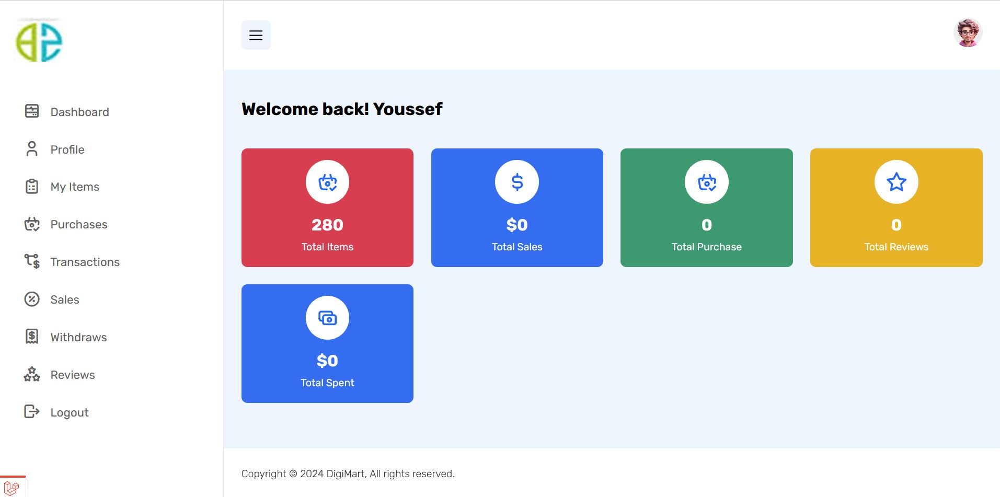 Dashboard
Profile
My Items
Purchases
Transactions
Sales
Withdraws
Reviews
Logout
Welcome back! Youssef
280
Total Items
$0
Total Sales
0
Total Purchase
0
Total Reviews
$0
Total Spent
Copyright © 2024 DigiMart, All rights reserved.